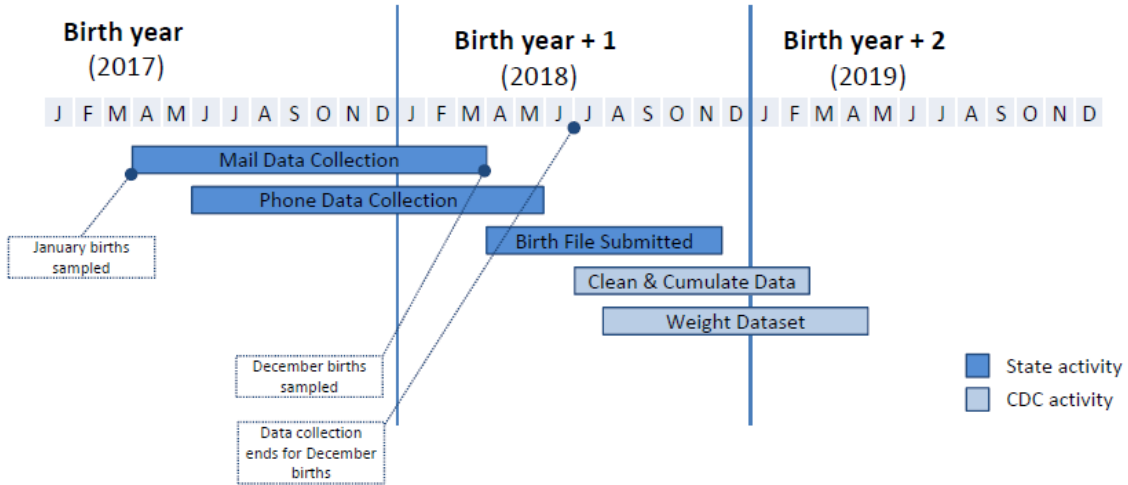 Birth year
(2017)
Birth year + 1
(2018)
Birth year + 2
(2019)
J F M A M J J A S O N D J F M A M J J A S O N D J F M A M J J A S O N D
Mail Data Collection
Phone Data Collection
Birth File Submitted
Clean & Cumulate Data
Weight Dataset
January births
sampled
December births
sampled
Data collection
ends for December
births
State activity
CDC activity